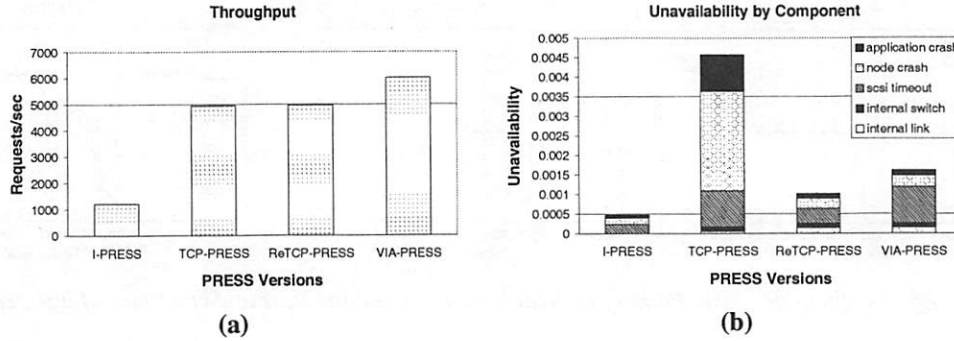 Throughput
7000
6000
5000
4000
3000
2000
1000
0
Requests/sec
I-PRESS TCP-PRESS ReTCP-PRESS VIA-PRESS
PRESS Versions
(a)
Unavailability by Component
0.005
0.0045
0.004
0.0035
0.003
0.0025
0.002
0.0015
0.001
0.0005
0
Unavailability
application crash
node crash
scsi timeout
internal switch
internal link
I-PRESS TCP-PRESS ReTCP-PRESS VIA-PRESS
PRESS Versions
(b)